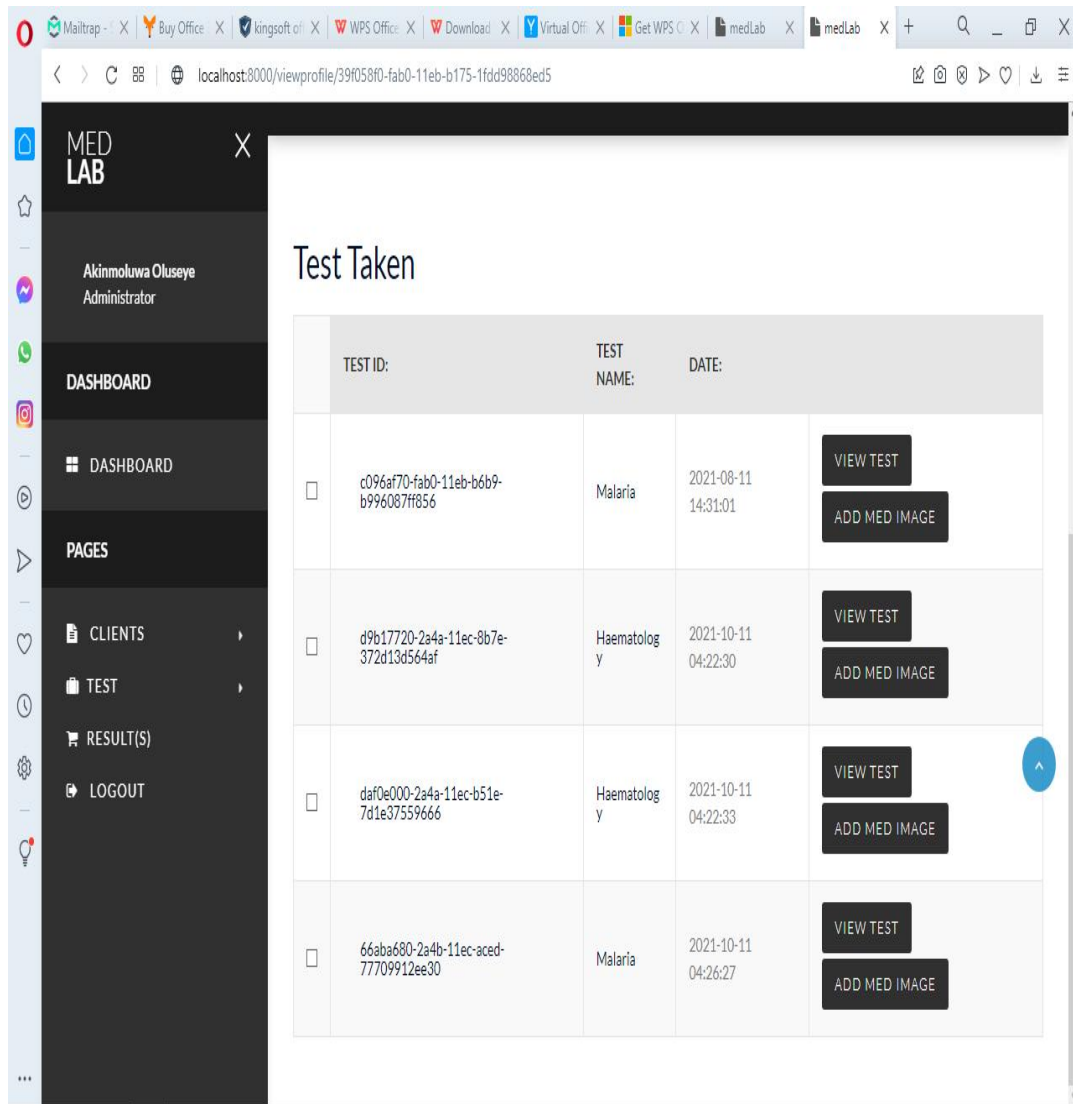 Mailtrap - S
Buy Office
kingsoft off
WPS Office
Download
Virtual Offi
Get WPS O
medLab
medLab
localhost:8000/viewprofile/39f058f0-fab0-11eb-b175-1fdd98868ed5
MED
LAB
Akinmoluwa Oluseye
Administrator
DASHBOARD
DASHBOARD
PAGES
CLIENTS
TEST
RESULT(S)
LOGOUT
Test Taken
TEST ID:
TEST
NAME:
DATE:
c096af70-fab0-11eb-b6b9-
b996087ff856
Malaria
2021-08-11
14:31:01
VIEW TEST
ADD MED IMAGE
d9b17720-2a4a-11ec-8b7e-
372d13d564af
Haematolog
y
2021-10-11
04:22:30
VIEW TEST
ADD MED IMAGE
daf0e000-2a4a-11ec-b51e-
7d1e37559666
Haematolog
y
2021-10-11
04:22:33
VIEW TEST
ADD MED IMAGE
66aba680-2a4b-11ec-aced-
77709912ee30
Malaria
2021-10-11
04:26:27
VIEW TEST
ADD MED IMAGE